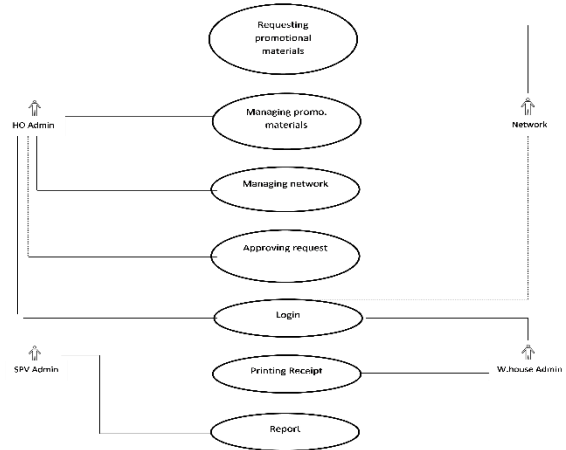 Requesting
promotional
materials
Managing promo.
materials
HO Admin
Network
Managing network
Approving request
Login
SPV Admin
Printing Receipt
W.house Admin
Report